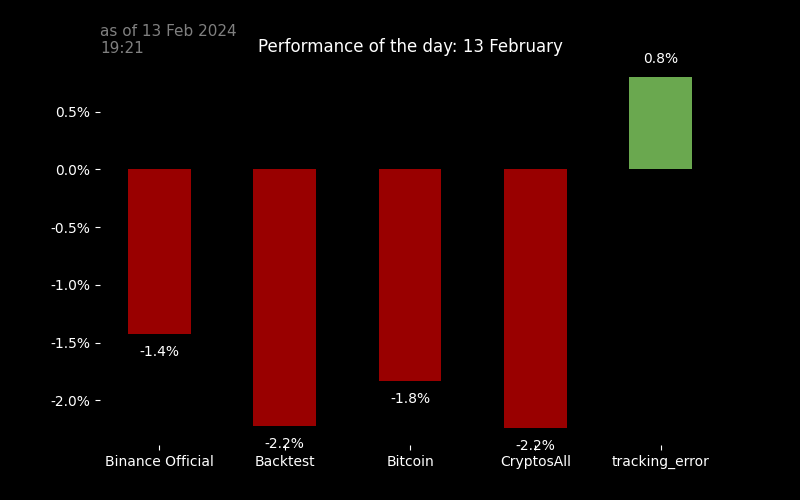 as of 13 Feb 2024
19:21
Performance of the day: 13 February
0.8%
0.5%
0.0%
-0.5%
-1.0%
-1.5%
-2.0%
-1.4%
-2.2%
-1.8%
-2.2%
Binance Official
Backtest
Bitcoin
CryptosAll
tracking_error